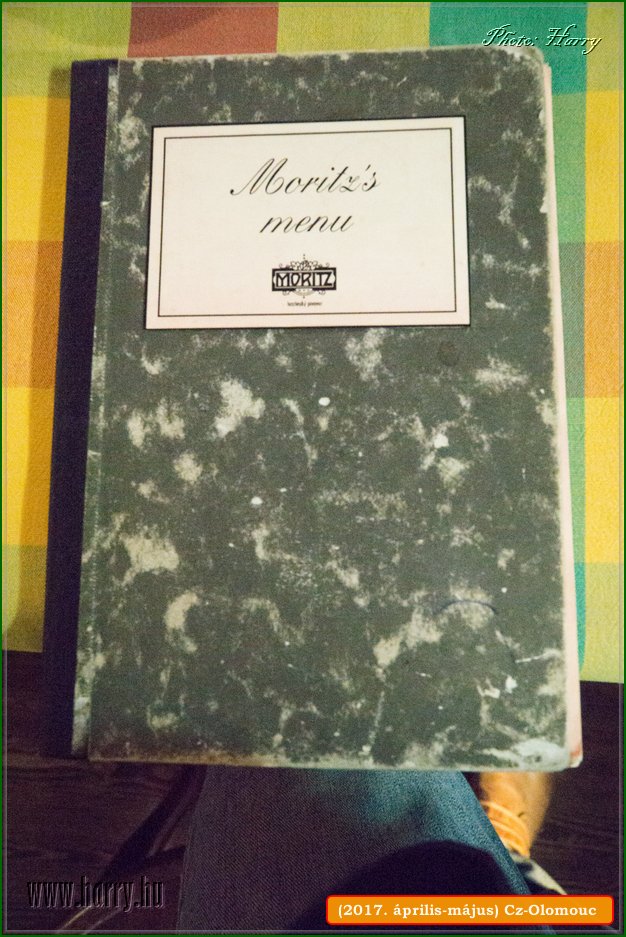 Photo: Harry
Moritz's
menu
MORITZ
www.harry.hu
(2017. április-május) Cz-Olomouc